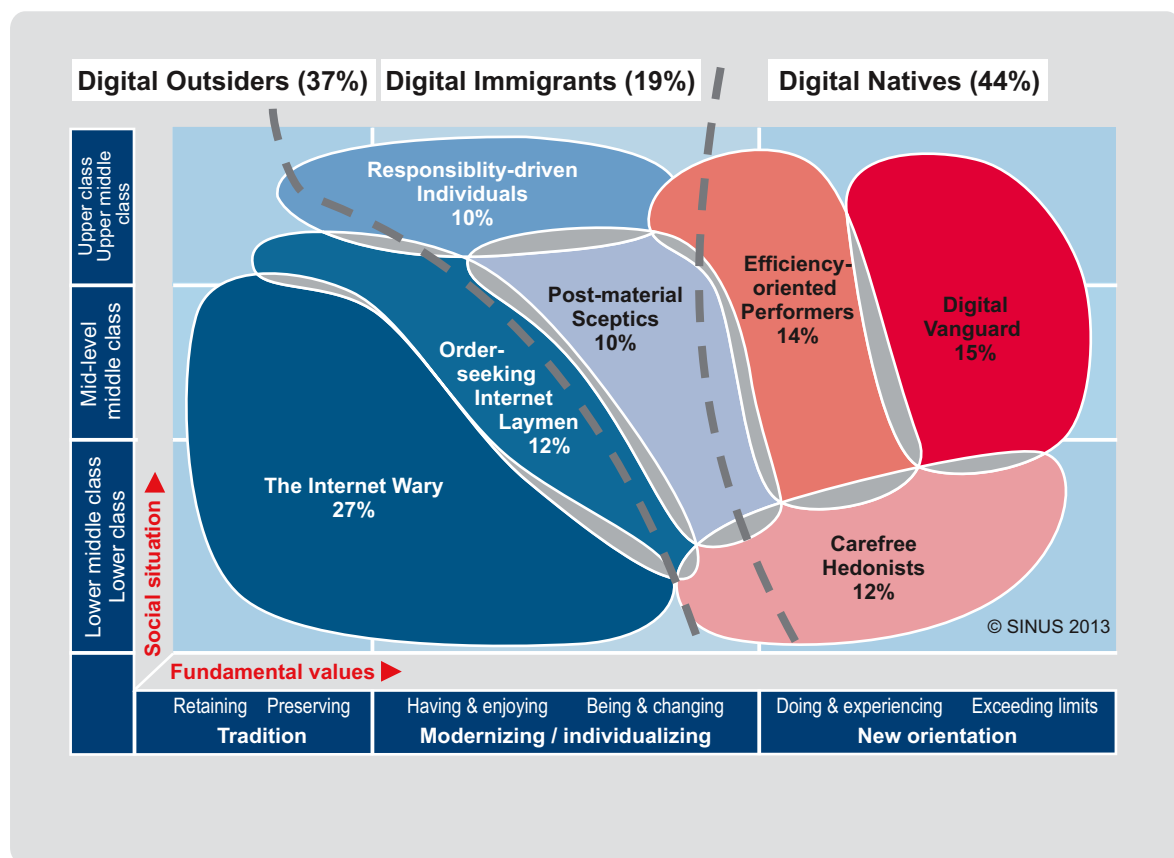 Digital Outsiders (37%)
Digital Immigrants (19%)
Digital Natives (44%)
Upper class
Upper middle
class
Mid-level
middle class
Lower middle class
Lower class
Social situation
Responsiblity-driven
Individuals
10%
Post-material
Sceptics
10%
Efficiency-
oriented
Performers
14%
Digital
Vanguard
15%
Order-
seeking
Internet
Laymen
12%
The Internet Wary
27%
Carefree
Hedonists
12%
© SINUS 2013
Fundamental values
Retaining
Preserving
Tradition
Having & enjoying
Being & changing
Modernizing / individualizing
Doing & experiencing
Exceeding limits
New orientation